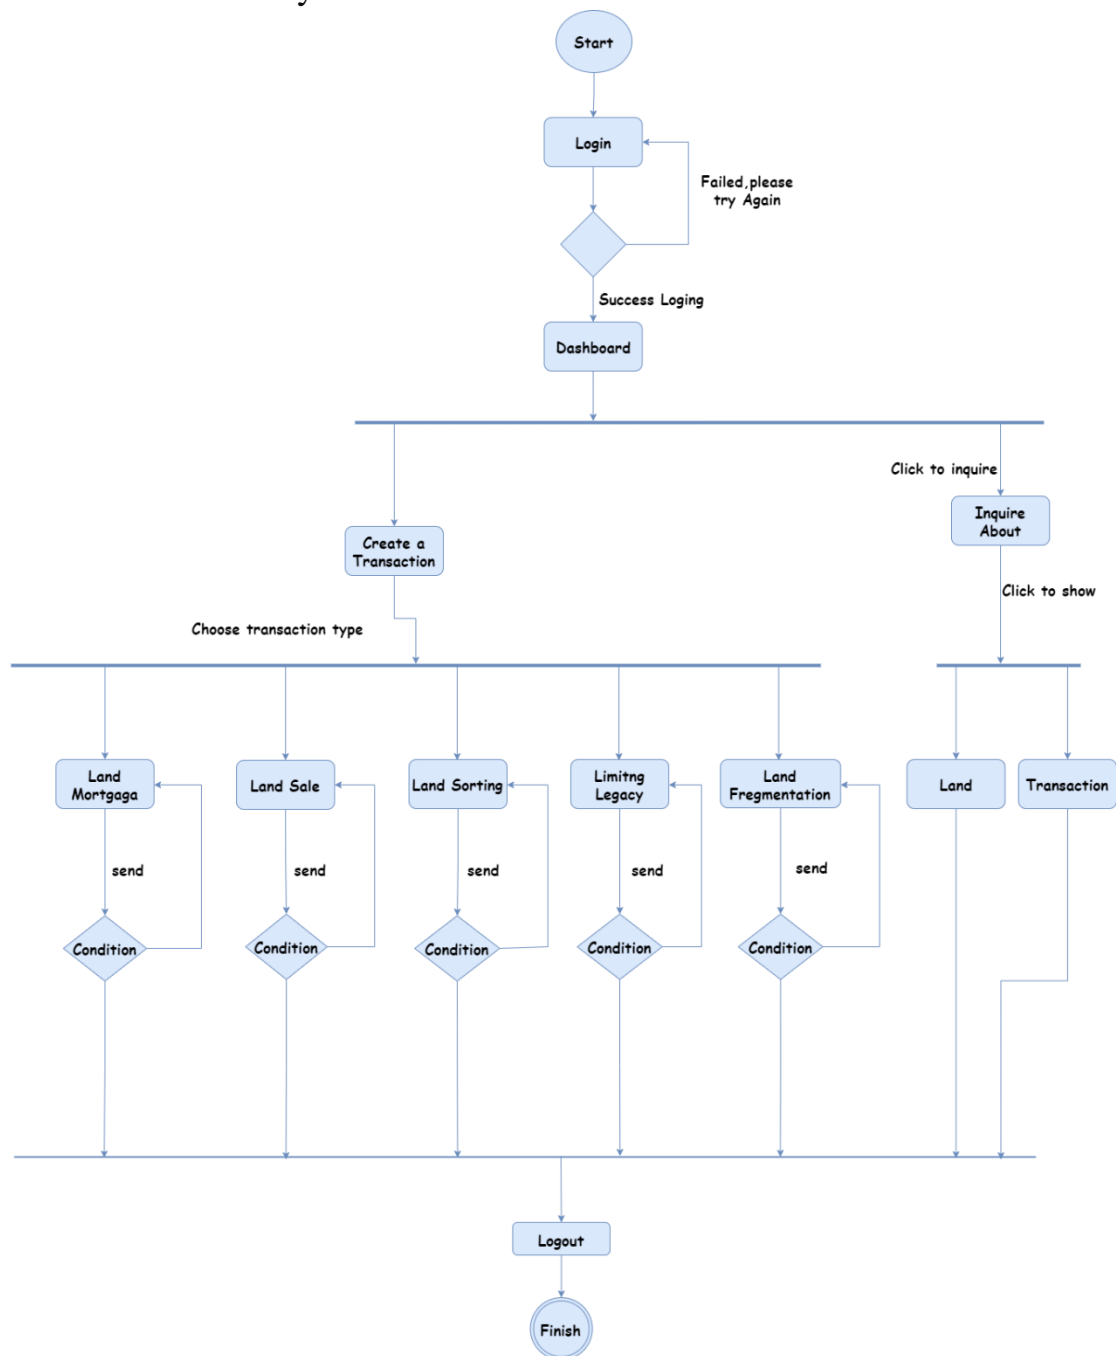 Start
Login
Failed,please
try Again
Success Loging
Dashboard
Click to inquire
Inquire
About
Create a
Transaction
Click to show
Choose transaction type
Land
Mortgaga
Land Sale
Land Sorting
Limitng
Legacy
Land
Fregmentation
Land
Transaction
send
send
send
send
send
Condition
Condition
Condition
Condition
Condition
Logout
Finish